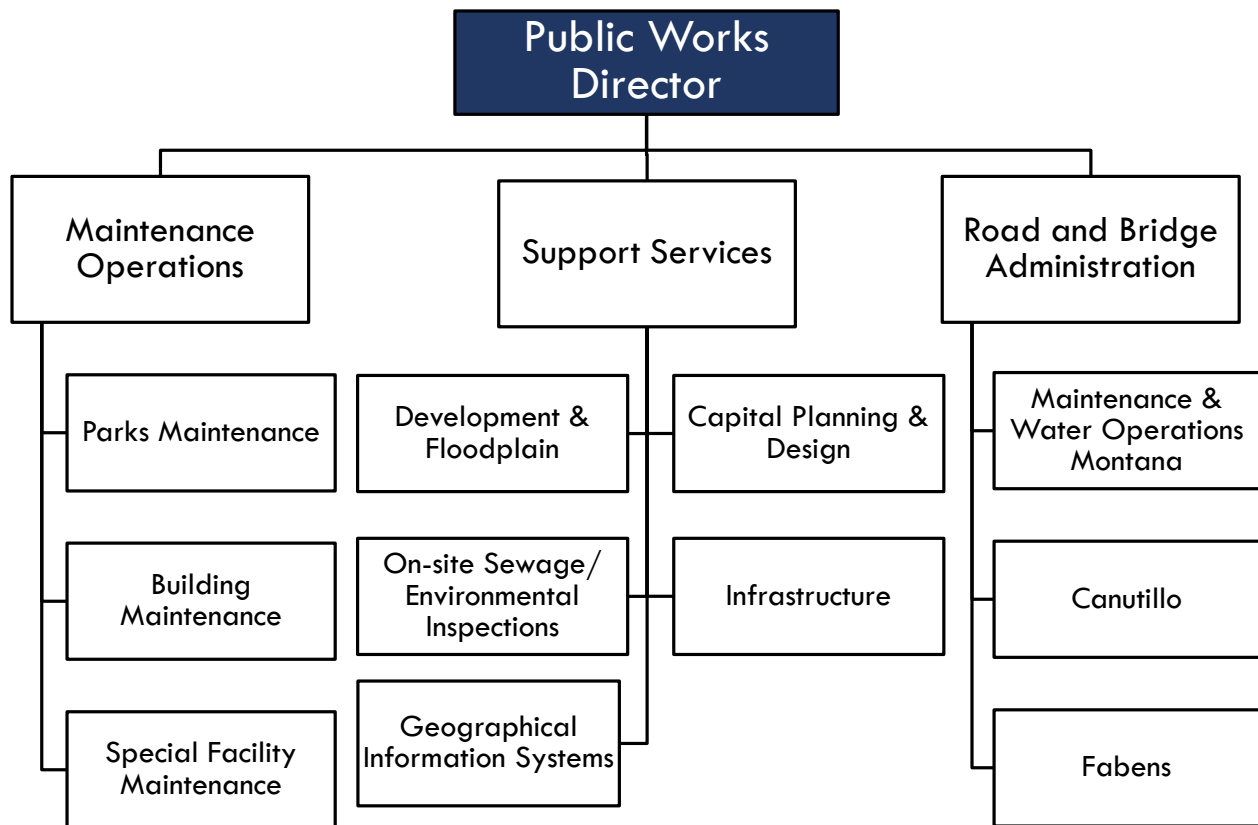 Public Works
Director
Maintenance
Operations
Support Services
Road and Bridge
Administration
Parks Maintenance
Building
Maintenance
Special Facility
Maintenance
Development &
Floodplain
Capital Planning &
Design
On-site Sewage/
Environmental
Inspections
Infrastructure
Geographical
Information Systems
Maintenance &
Water Operations
Montana
Canutillo
Fabens